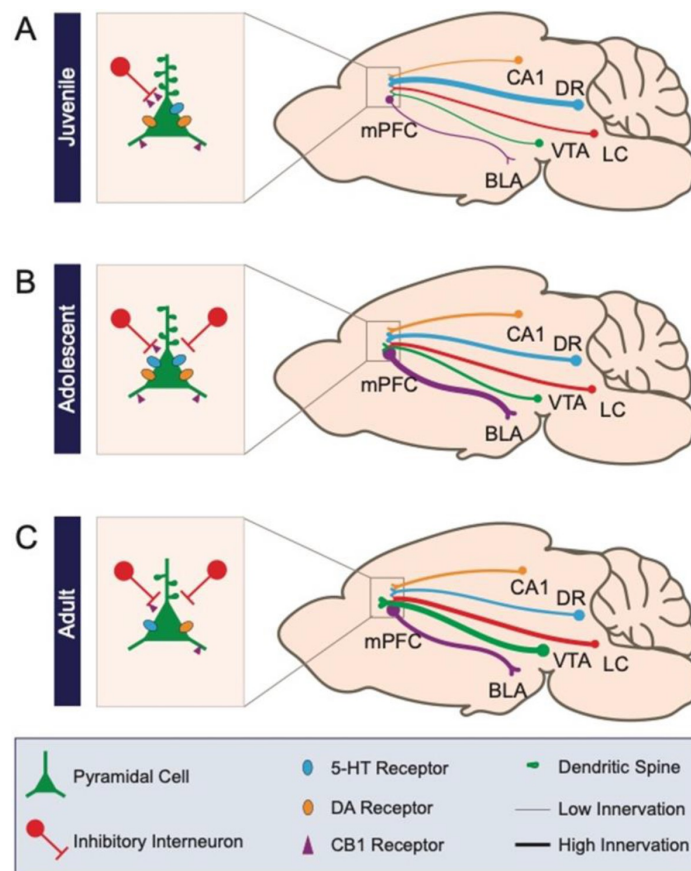 A
Juvenile
CA1
DR
mPFC
VTA
LC
BLA
B
Adolescent
CA1
DR
mPFC
VTA
LC
BLA
C
Adult
CA1
DR
mPFC
VTA
LC
BLA
Pyramidal Cell
5-HT Receptor
Dendritic Spine
DA Receptor
Low Innervation
Inhibitory Interneuron
CB1 Receptor
High Innervation